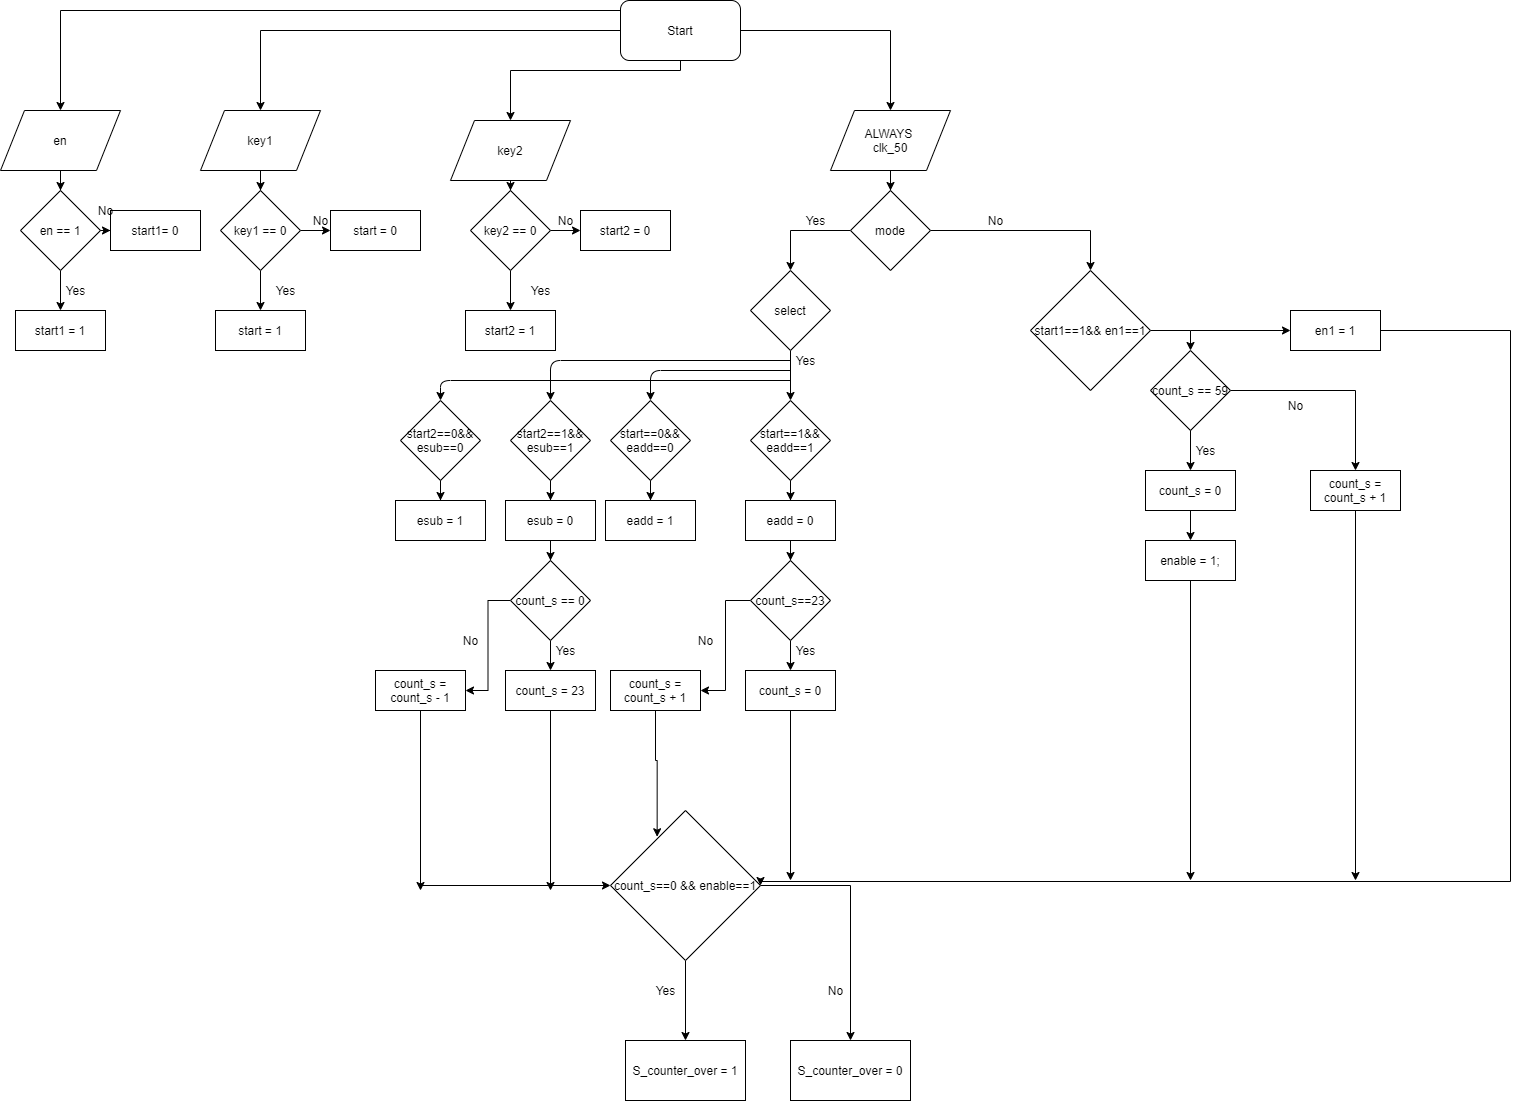 Start
en
key1
key2
ALWAYS
clk_50
en == 1
No
start1= 0
key1 == 0
No
start = 0
key2 == 0
No
start2 = 0
Yes
mode
No
Yes
start1 = 1
Yes
start = 1
Yes
start2 = 1
select
Yes
start1==1&& en1==1
en1 = 1
count_s == 59
No
Yes
start2==0&&
esub==0
start2==1&&
esub==1
start==0&&
eadd==0
start==1&&
eadd==1
count_s = 0
count_s =
count_s + 1
esub = 1
esub = 0
eadd = 1
eadd = 0
enable = 1;
count_s == 0
count_s==23
No
Yes
No
Yes
count_s =
count_s - 1
count_s = 23
count_s =
count_s + 1
count_s = 0
count_s==0 && enable==1
Yes
No
S_counter_over = 1
S_counter_over = 0